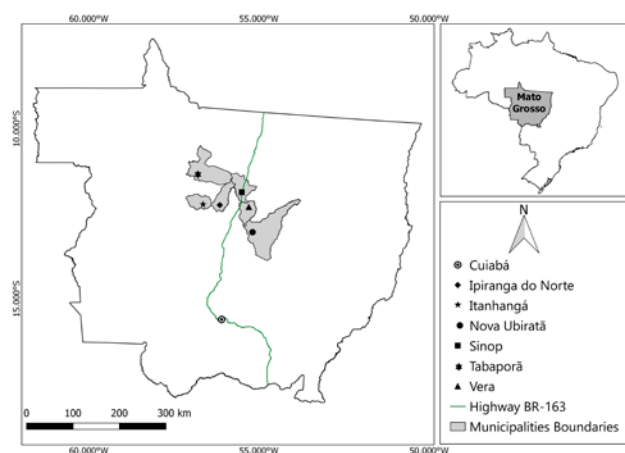 60.000°W
55.000°W
50.000°W
10.000°S
15.000°S
0 100 200 300 km
60.000°W
55.000°W
50.000°W
Mato
Grosso
N
Cuiabá
Ipiranga do Norte
Itanhangá
Nova Ubiratã
Sinop
Tabaporã
Vera
Highway BR-163
Municipalities Boundaries